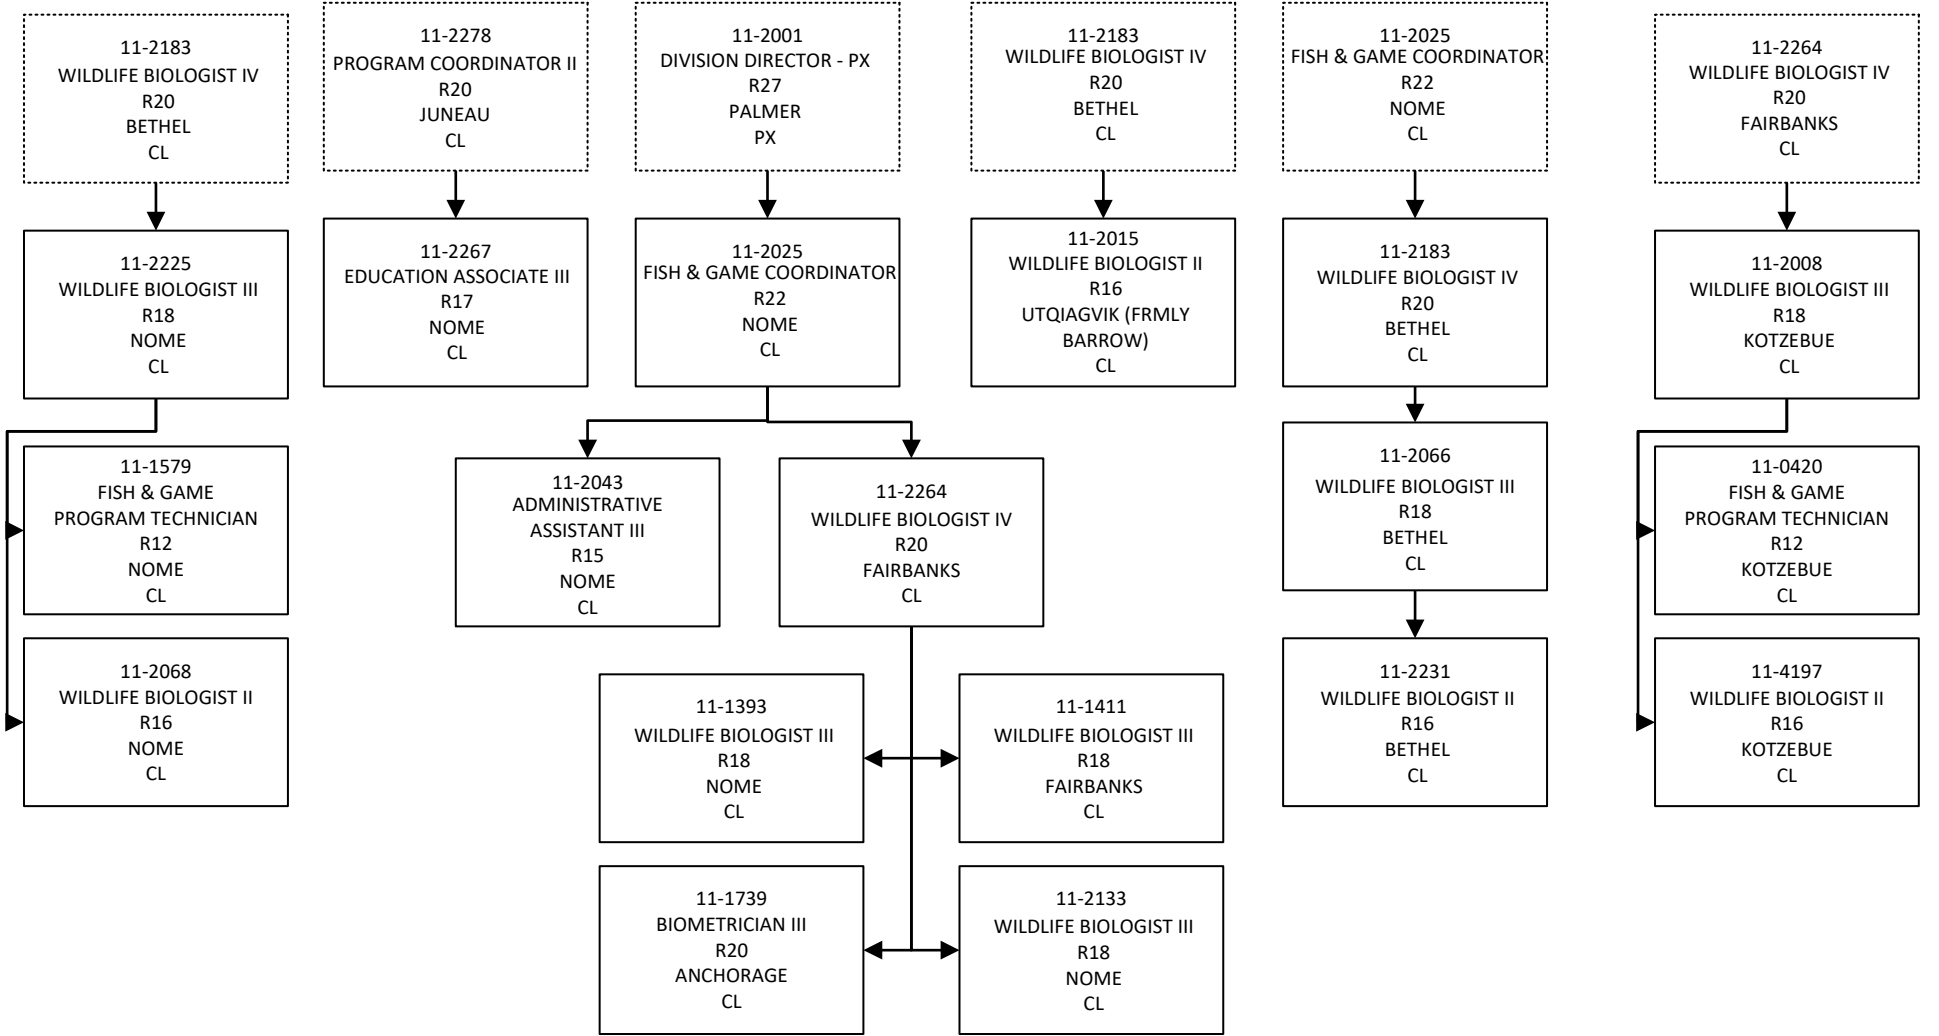 11-2183
WILDLIFE BIOLOGIST IV
R20
BETHEL
CL
11-2278
PROGRAM COORDINATOR II
R20
JUNEAU
CL
11-2001
DIVISION DIRECTOR - PX
R27
PALMER
PX
11-2183
WILDLIFE BIOLOGIST IV
R20
BETHEL
CL
11-2025
FISH & GAME COORDINATOR
R22
NOME
CL
11-2264
WILDLIFE BIOLOGIST IV
R20
FAIRBANKS
CL
11-2225
WILDLIFE BIOLOGIST III
R18
NOME
CL
11-2267
EDUCATION ASSOCIATE III
R17
NOME
CL
11-2025
FISH & GAME COORDINATOR
R22
NOME
CL
11-2015
WILDLIFE BIOLOGIST II
R16
UTQIAGVIK (FRMLY
BARROW)
CL
11-2183
WILDLIFE BIOLOGIST IV
R20
BETHEL
CL
11-2008
WILDLIFE BIOLOGIST III
R18
KOTZEBUE
CL
11-1579
FISH & GAME
PROGRAM TECHNICIAN
R12
NOME
CL
11-2043
ADMINISTRATIVE
ASSISTANT III
R15
NOME
CL
11-2264
WILDLIFE BIOLOGIST IV
R20
FAIRBANKS
CL
11-2066
WILDLIFE BIOLOGIST III
R18
BETHEL
CL
11-0420
FISH & GAME
PROGRAM TECHNICIAN
R12
KOTZEBUE
CL
11-2068
WILDLIFE BIOLOGIST II
R16
NOME
CL
11-1393
WILDLIFE BIOLOGIST III
R18
NOME
CL
11-1411
WILDLIFE BIOLOGIST III
R18
FAIRBANKS
CL
11-2231
WILDLIFE BIOLOGIST II
R16
BETHEL
CL
11-4197
WILDLIFE BIOLOGIST II
R16
KOTZEBUE
CL
11-1739
BIOMETRICIAN III
R20
ANCHORAGE
CL
11-2133
WILDLIFE BIOLOGIST III
R18
NOME
CL